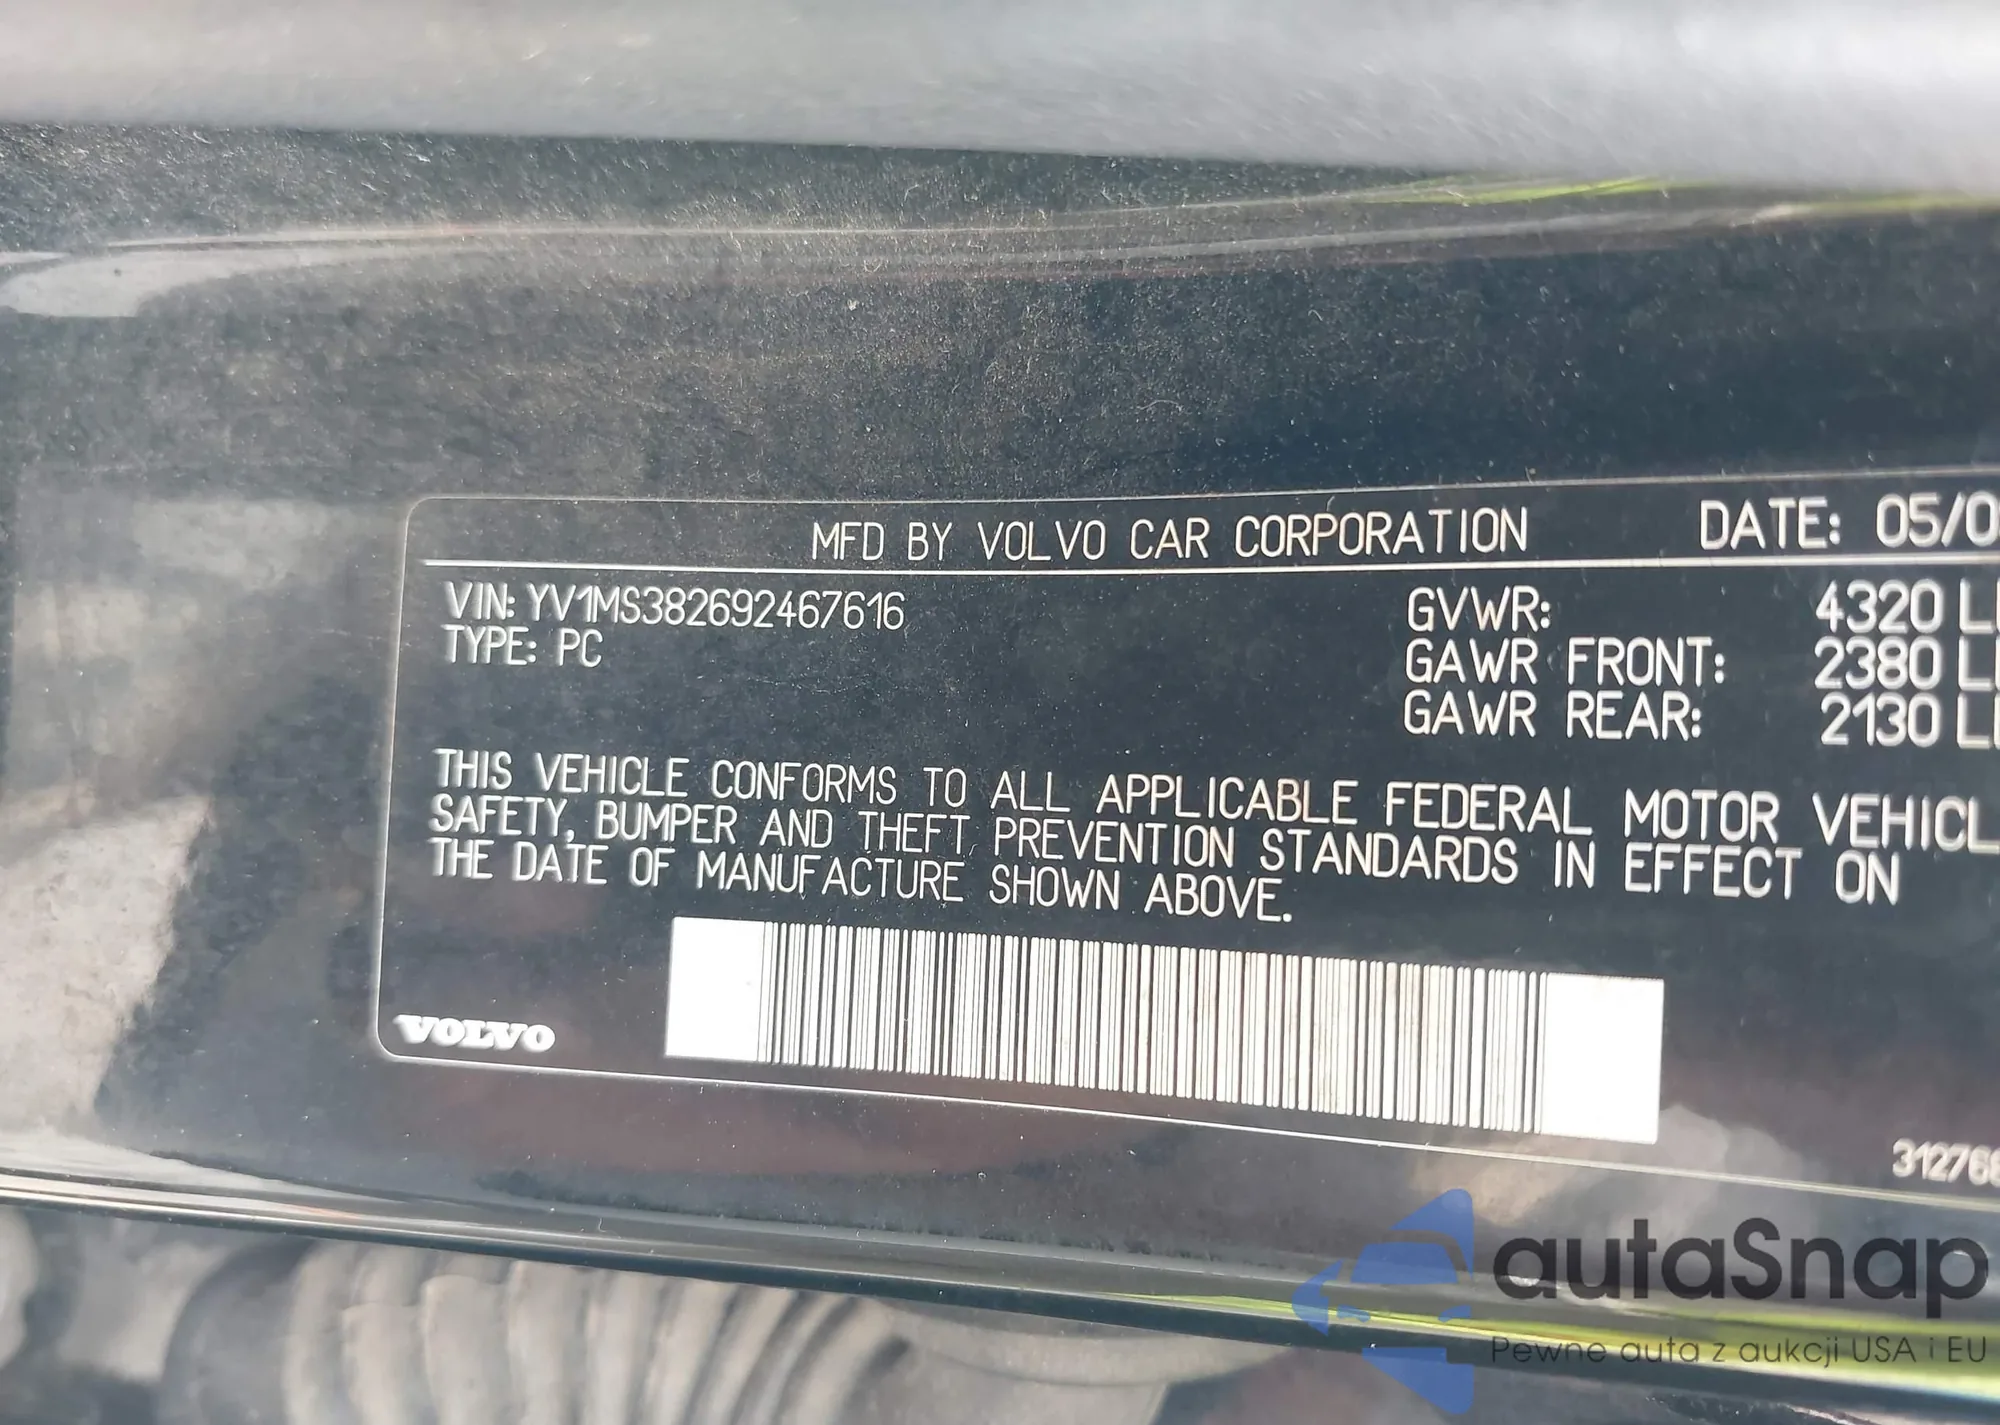 MFD BY VOLVO CAR CORPORATION DATE: 05/0
VIN: YV1MS382692467616 GVWR: 4320 L
TYPE: PC GAWR FRONT: 2380 L
GAWR REAR: 2130 L
THIS VEHICLE CONFORMS TO ALL APPLICABLE FEDERAL MOTOR VEHICL
SAFETY, BUMPER AND THEFT PREVENTION STANDARDS IN EFFECT ON
THE DATE OF MANUFACTURE SHOWN ABOVE.
VOLVO
312768
autaSnap
Pewne auta z aukcji USA i EU